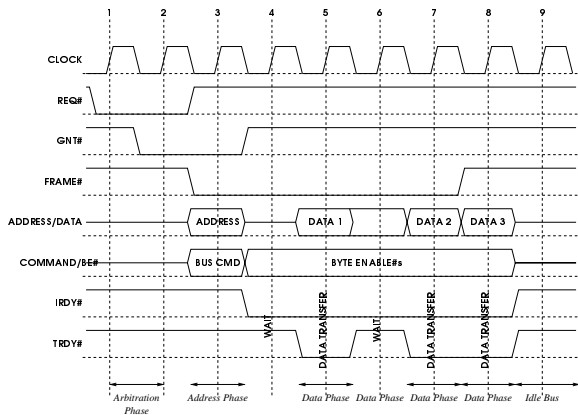 1 2 3 4 5 6 7 8 9
CLOCK
REQ#
GNT#
FRAME#
ADDRESS/DATA ADDRESS DATA 1 DATA 2 DATA 3
COMMAND/BE# BUS CMD BYTE ENABLE#s
IRDY#
TRDY#
WAIT
DATA TRANSFER
WAIT
DATA TRANSFER
DATA TRANSFER
Arbitration
Phase
Address Phase
Data Phase
Data Phase
Data Phase
Data Phase
Idle Bus